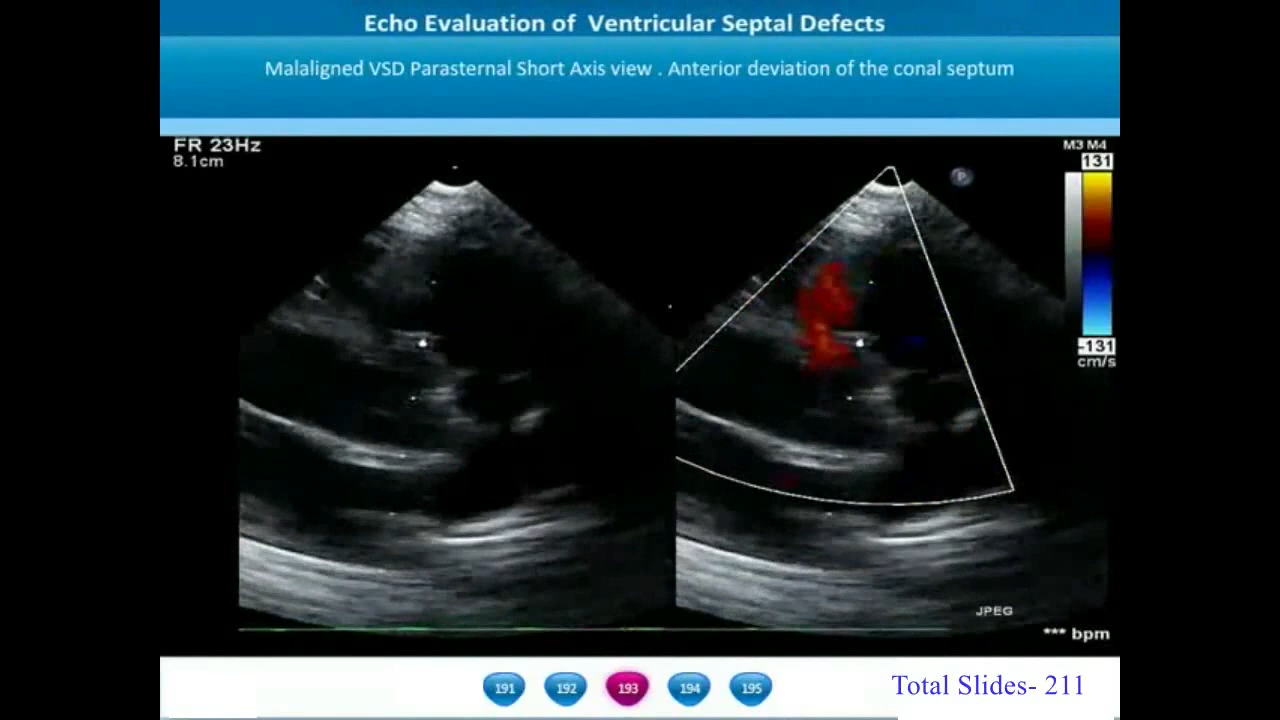 Echo Evaluation of Ventricular Septal Defects
Malaligned VSD Parasternal Short Axis view . Anterior deviation of the conal septum
FR 23Hz
8.1cm
M3 M4
131
P
-131
cm/s
JPEG
*** bpm
191 192 193 194 195
Total Slides- 211